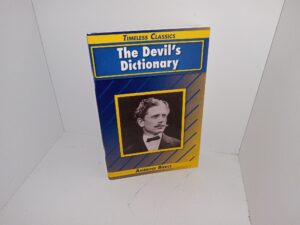 TIMELESS CLASSICS
The Devil's
Dictionary
AMBROSE BIERCE